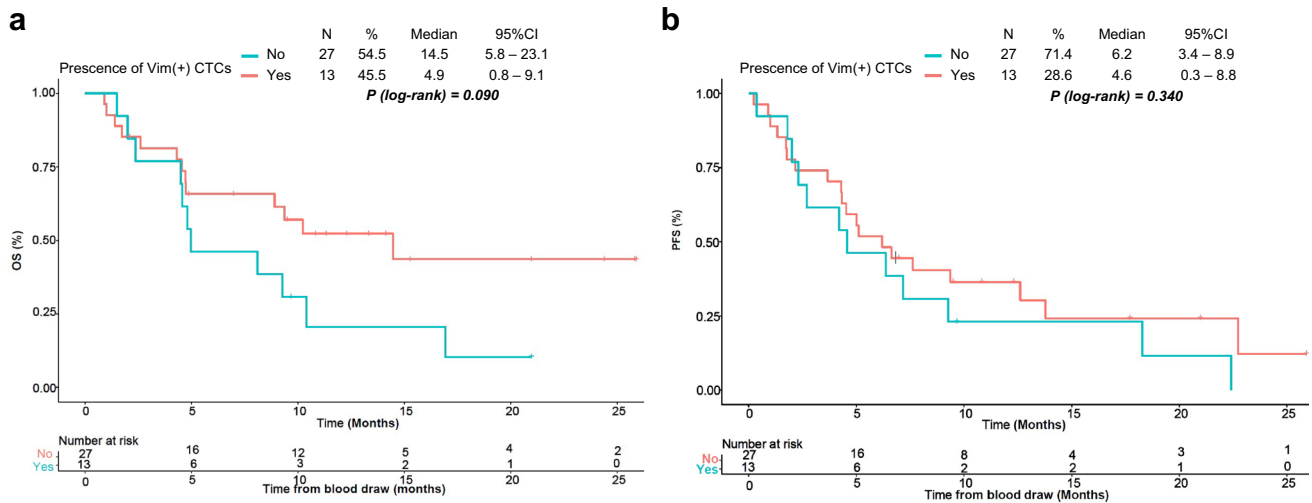 a
N % Median 95%CI
No 27 54.5 14.5 5.8 – 23.1
Prescence of Vim(+) CTCs Yes 13 45.5 4.9 0.8 – 9.1
P (log-rank) = 0.090
1.00
0.75
0.50
0.25
0.00
OS (%)
0 5 10 15 20 25
Time (Months)
Number at risk
No 27 16 12 5 4 2
Yes 13 6 3 2 1 0
0 5 10 15 20 25
Time from blood draw (months)
b
N % Median 95%CI
No 27 71.4 6.2 3.4 – 8.9
Prescence of Vim(+) CTCs Yes 13 28.6 4.6 0.3 – 8.8
P (log-rank) = 0.340
1.00
0.75
0.50
0.25
0.00
PFS (%)
0 5 10 15 20 25
Time (Months)
Number at risk
No 27 16 8 4 3 1
Yes 13 6 2 2 1 0
0 5 10 15 20 25
Time from blood draw (months)